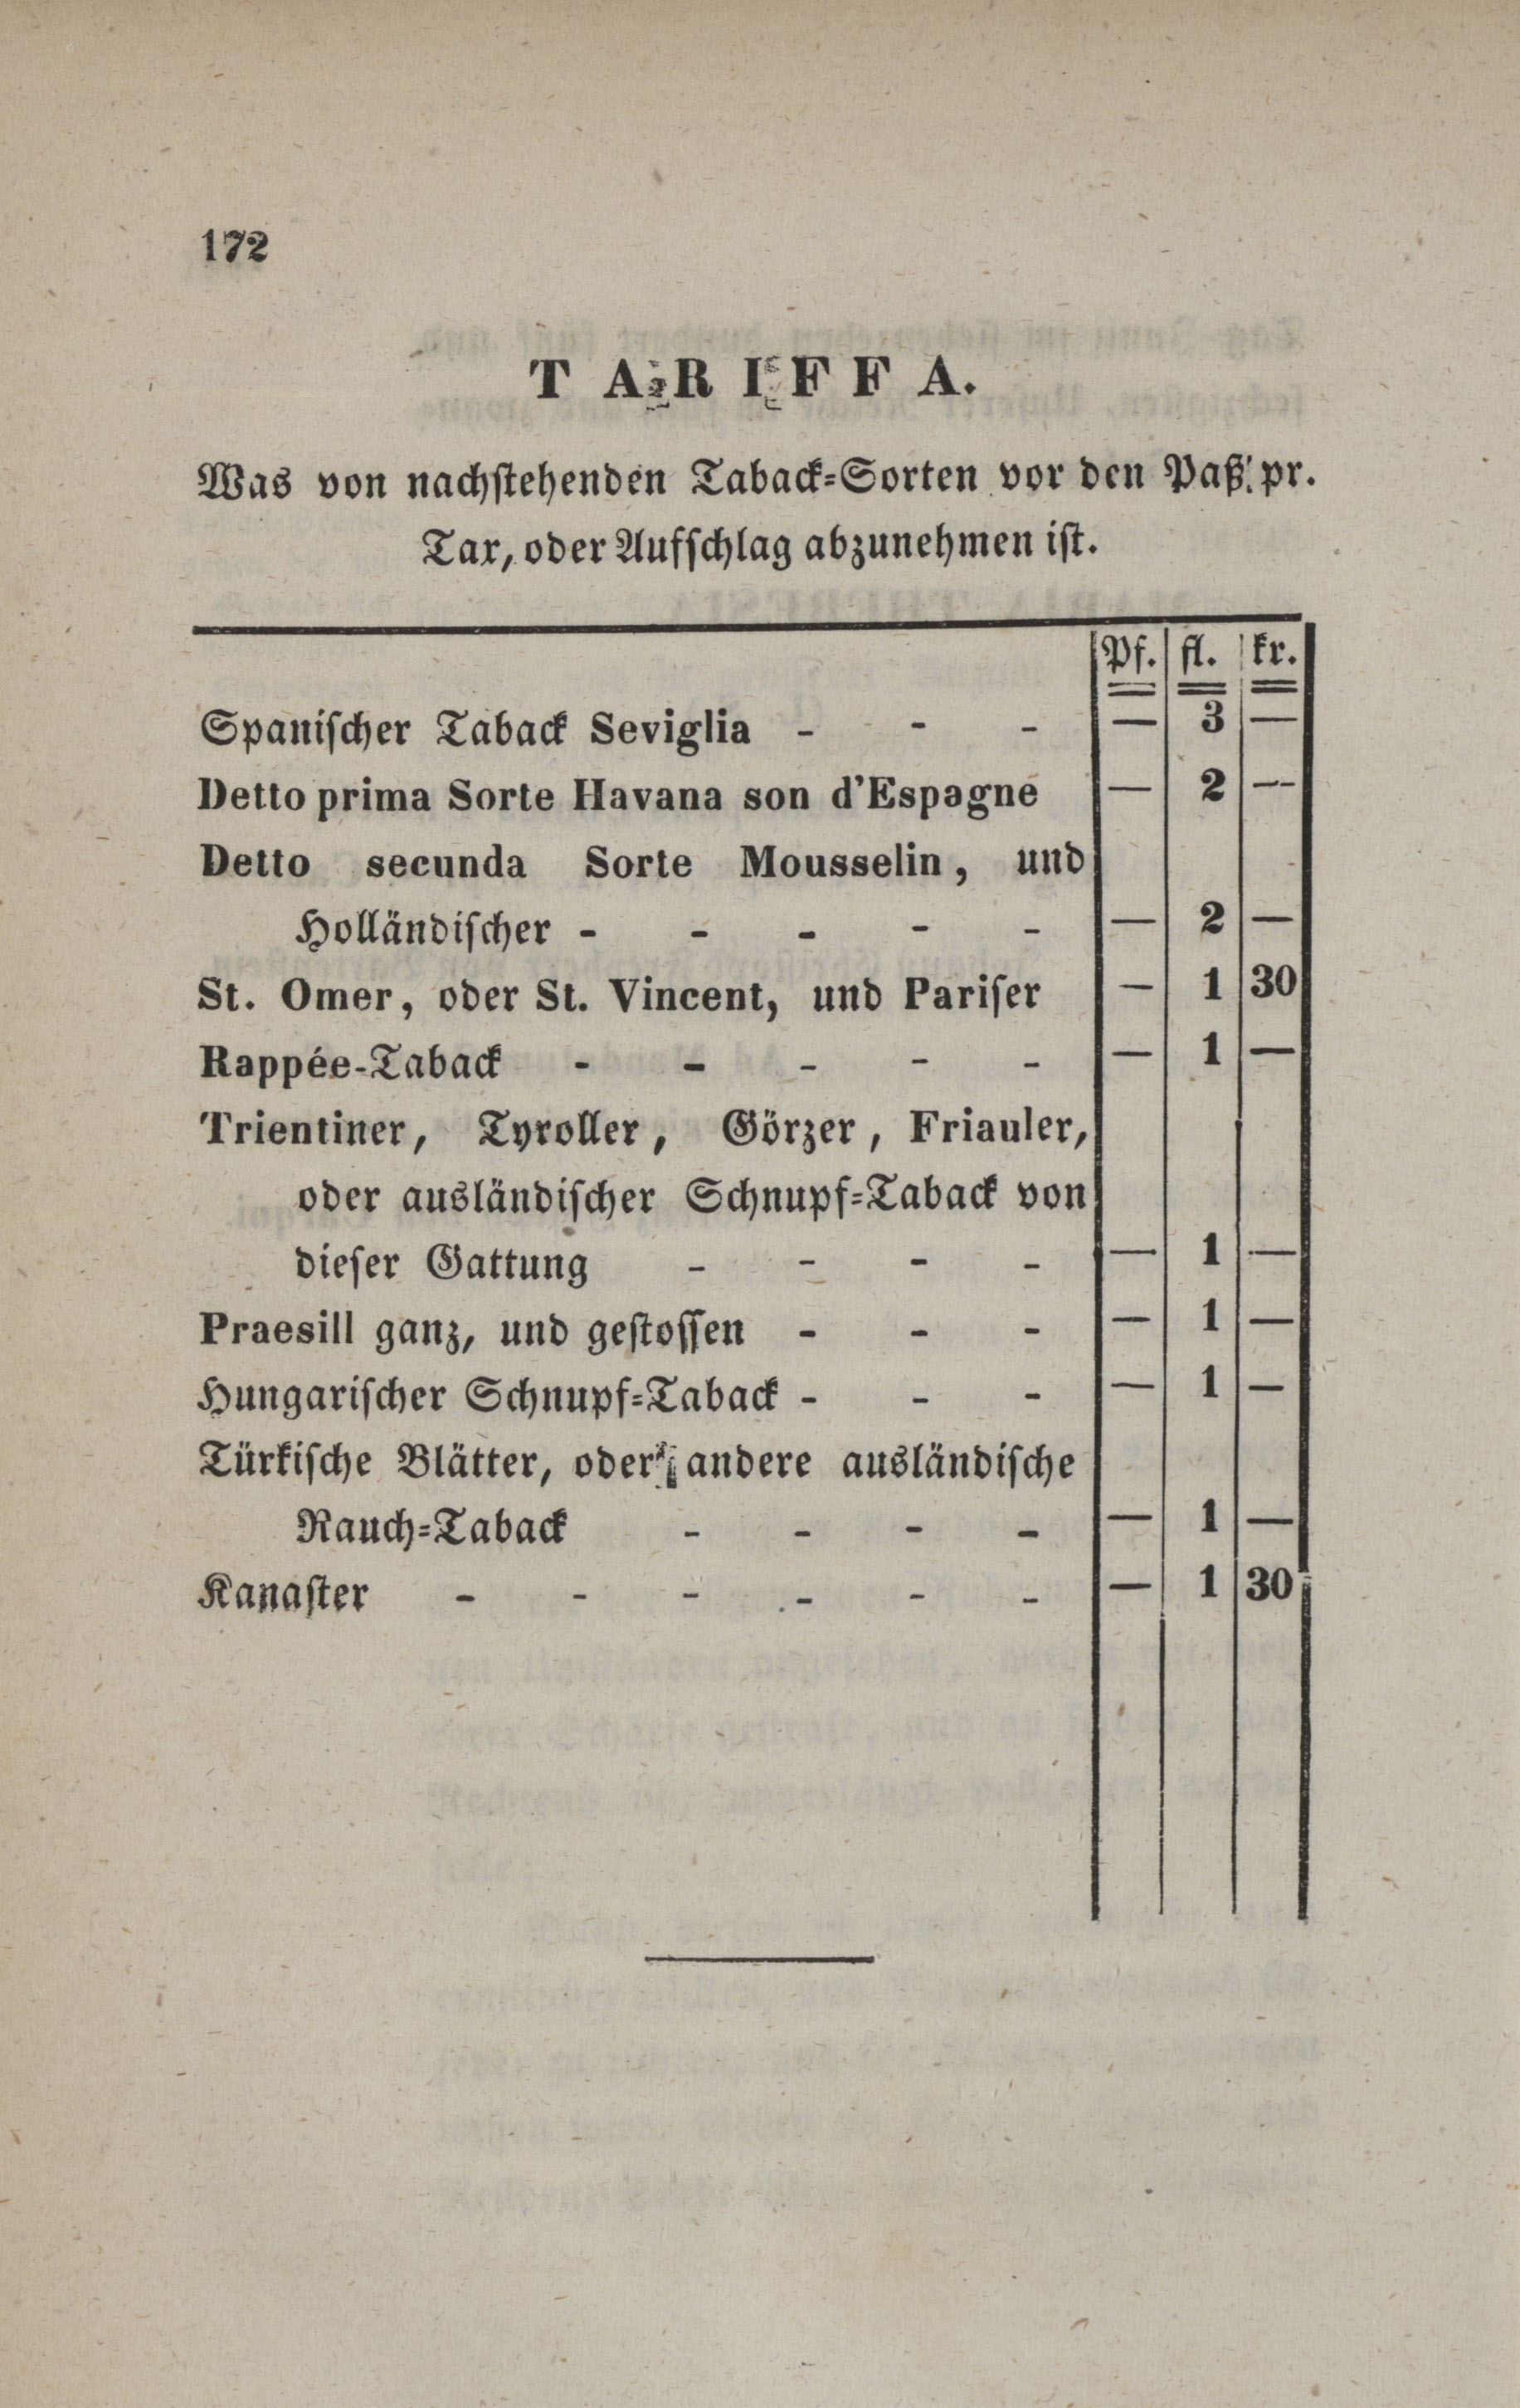 172
TARIFFA.
Was von nachstehenden Taback-Sorten vor den Paß pr.
Tax, oder Aufschlag abzunehmen ist.
Pf. fl. kr.
Spanischer Taback Seviglia - - - — 3 —
Detto prima Sorte Havana son d'Espagne — 2 —
Detto secunda Sorte Mousselin, und
Holländischer - - - - - — 2 —
St. Omer, oder St. Vincent, und Pariser — 1 30
Rappée-Taback - - - - - — 1 —
Trientiner, Tyroller, Görzer, Friauler,
oder ausländischer Schnupf-Taback von
dieser Gattung - - - - — 1 —
Praesill ganz, und gestossen - - - — 1 —
Hungarischer Schnupf-Taback - - - — 1 —
Türkische Blätter, oder andere ausländische
Rauch-Taback - - - - — 1 —
Kanaster - - - - - - — 1 30